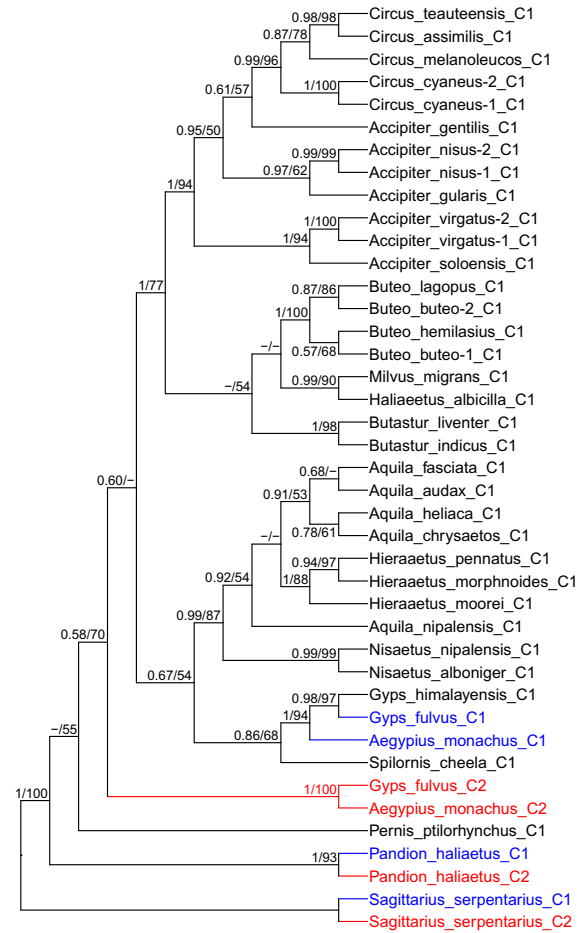 0.98/98 Circus_teauteensis_C1
0.87/78 Circus_assimilis_C1
0.99/96 Circus_melanoleucos_C1
1/100 Circus_cyaneus-2_C1
0.61/57 Circus_cyaneus-1_C1
Accipiter_gentilis_C1
0.95/50 0.99/99 Accipiter_nisus-2_C1
0.97/62 Accipiter_nisus-1_C1
1/94 Accipiter_gularis_C1
1/100 Accipiter_virgatus-2_C1
1/94 Accipiter_virgatus-1_C1
Accipiter_soloensis_C1
1/77 0.87/86 Buteo_lagopus_C1
1/100 Buteo_buteo-2_C1
Buteo_hemilasius_C1
–/– 0.57/68 Buteo_buteo-1_C1
Milvus_migrans_C1
–/54 0.99/90 Haliaeetus_albicilla_C1
1/98 Butastur_liventer_C1
Butastur_indicus_C1
0.68/– Aquila_fasciata_C1
0.60/– 0.91/53 Aquila_audax_C1
Aquila_heliaca_C1
–/– 0.78/61 Aquila_chrysaetos_C1
0.94/97 Hieraaetus_pennatus_C1
0.92/54 1/88 Hieraaetus_morphnoides_C1
Hieraaetus_moorei_C1
0.99/87 Aquila_nipalensis_C1
0.58/70 0.99/99 Nisaetus_nipalensis_C1
0.67/54 Nisaetus_alboniger_C1
0.98/97 Gyps_himalayensis_C1
1/94 Gyps_fulvus_C1
–/55 0.86/68 Aegypius_monachus_C1
Spilornis_cheela_C1
1/100 1/100 Gyps_fulvus_C2
Aegypius_monachus_C2
Pernis_ptilorhynchus_C1
1/93 Pandion_haliaetus_C1
Pandion_haliaetus_C2
Sagittarius_serpentarius_C1
Sagittarius_serpentarius_C2